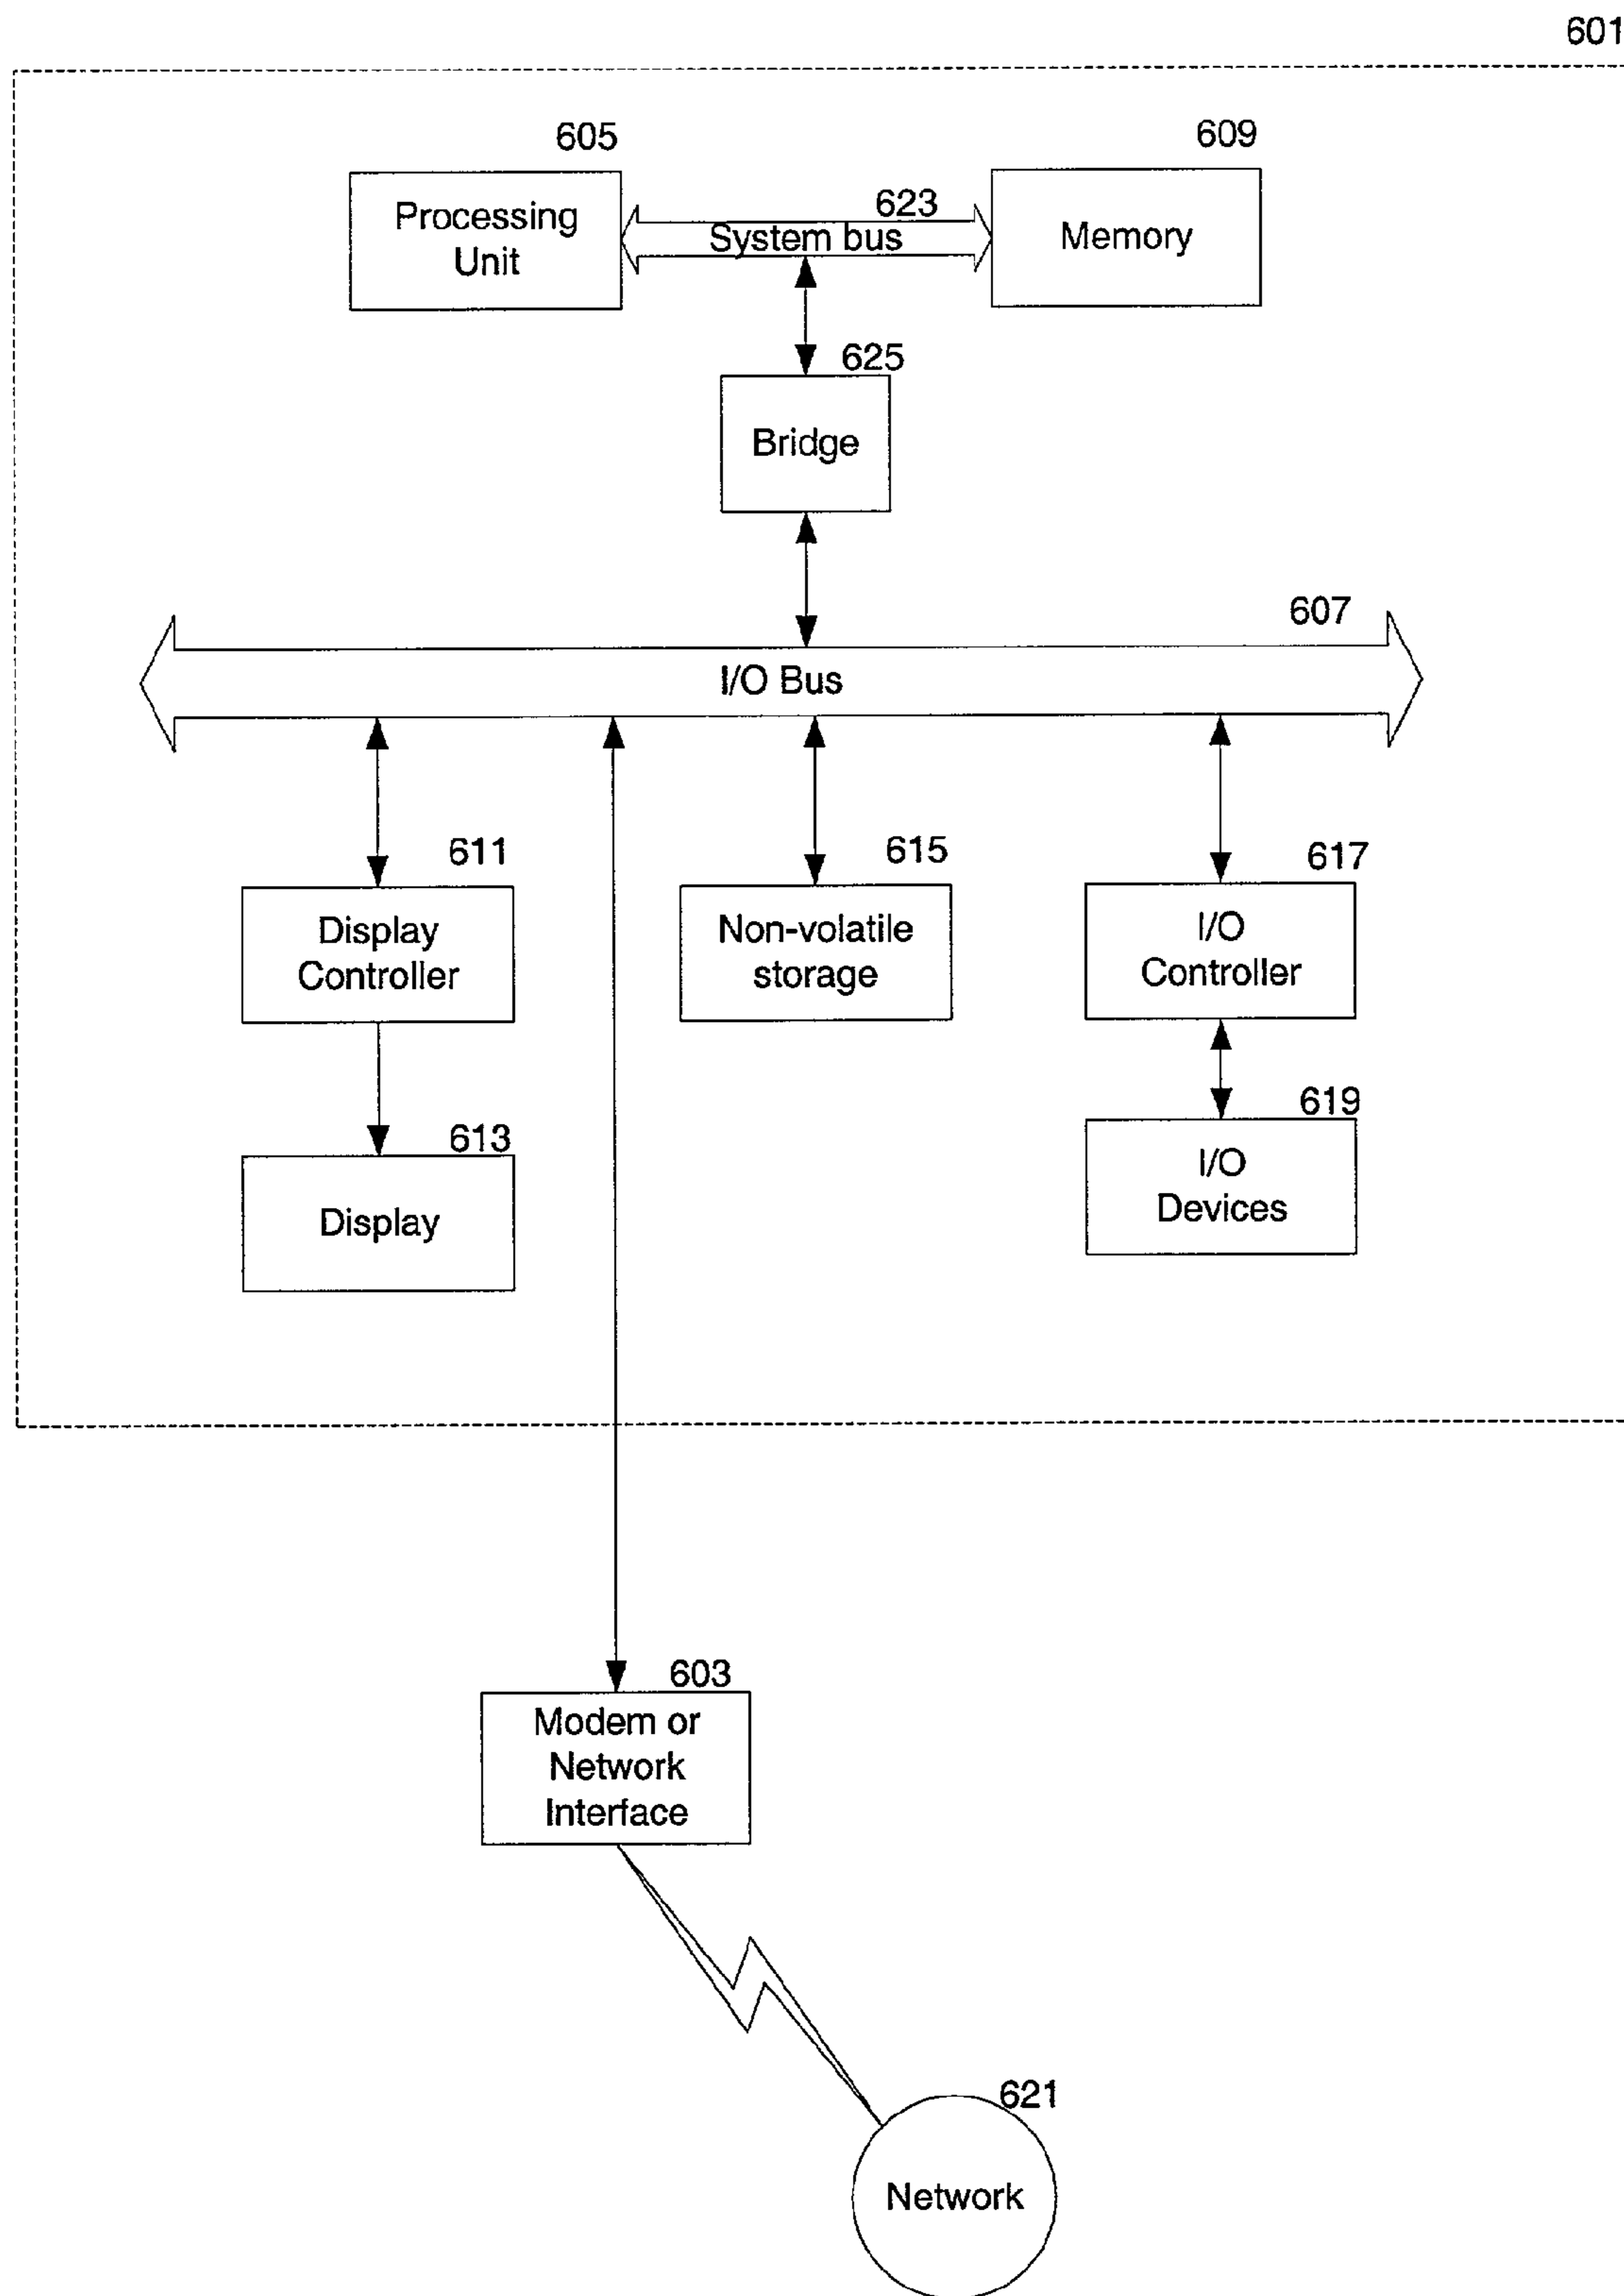 601
605
609
Processing
Unit
623
System bus
Memory
625
Bridge
607
I/O Bus
611
615
617
Display
Controller
Non-volatile
storage
I/O
Controller
613
619
Display
I/O
Devices
603
Modem or
Network
Interface
621
Network